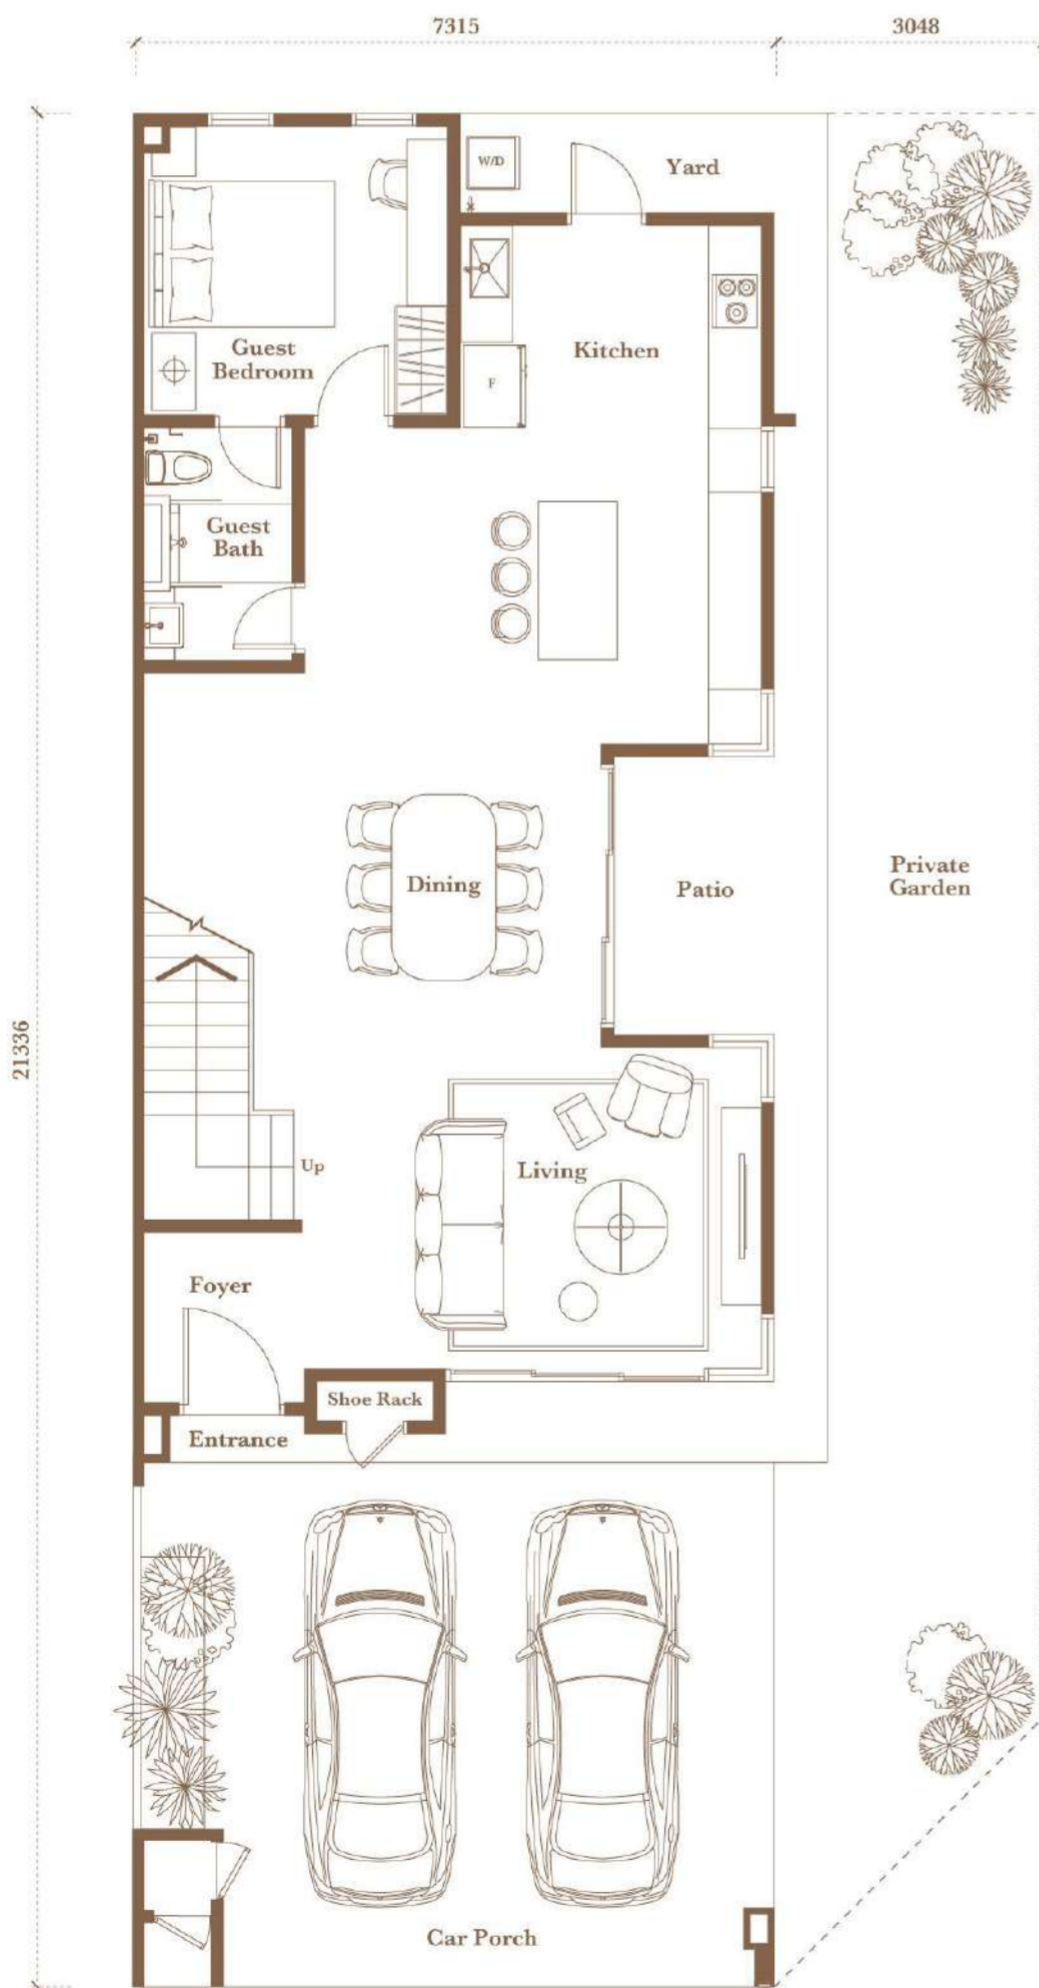 7315
3048
W/D
Yard
Guest
Bedroom
Kitchen
F
Guest
Bath
Dining
Patio
Private
Garden
21336
Up
Living
Foyer
Shoe Rack
Entrance
Car Porch